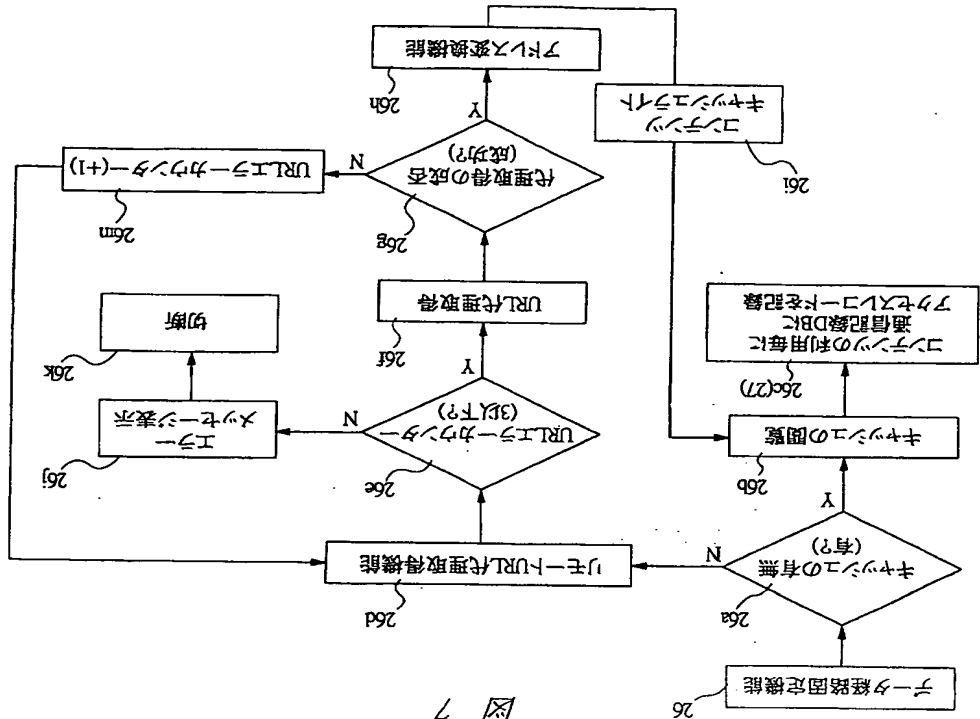 図 7
データ経路固定機能
26
キャッシュの有無
(有?)
26a
N
Y
リモートURL代理取得機能
26d
キャッシュの閲覧
26b
URLエラーカウンター
(3以下?)
26e
N
Y
エラー
メッセージ表示
26j
コンテンツの利用毎に
通信記録DBに
アクセスレコードを記録
26c(27)
URL代理取得
26f
切断
26k
代理取得の成否
(成功?)
26g
N
Y
URLエラーカウンター(+1)
26m
コンテンツ
キャッシュライト
26i
アドレス変換機能
26h